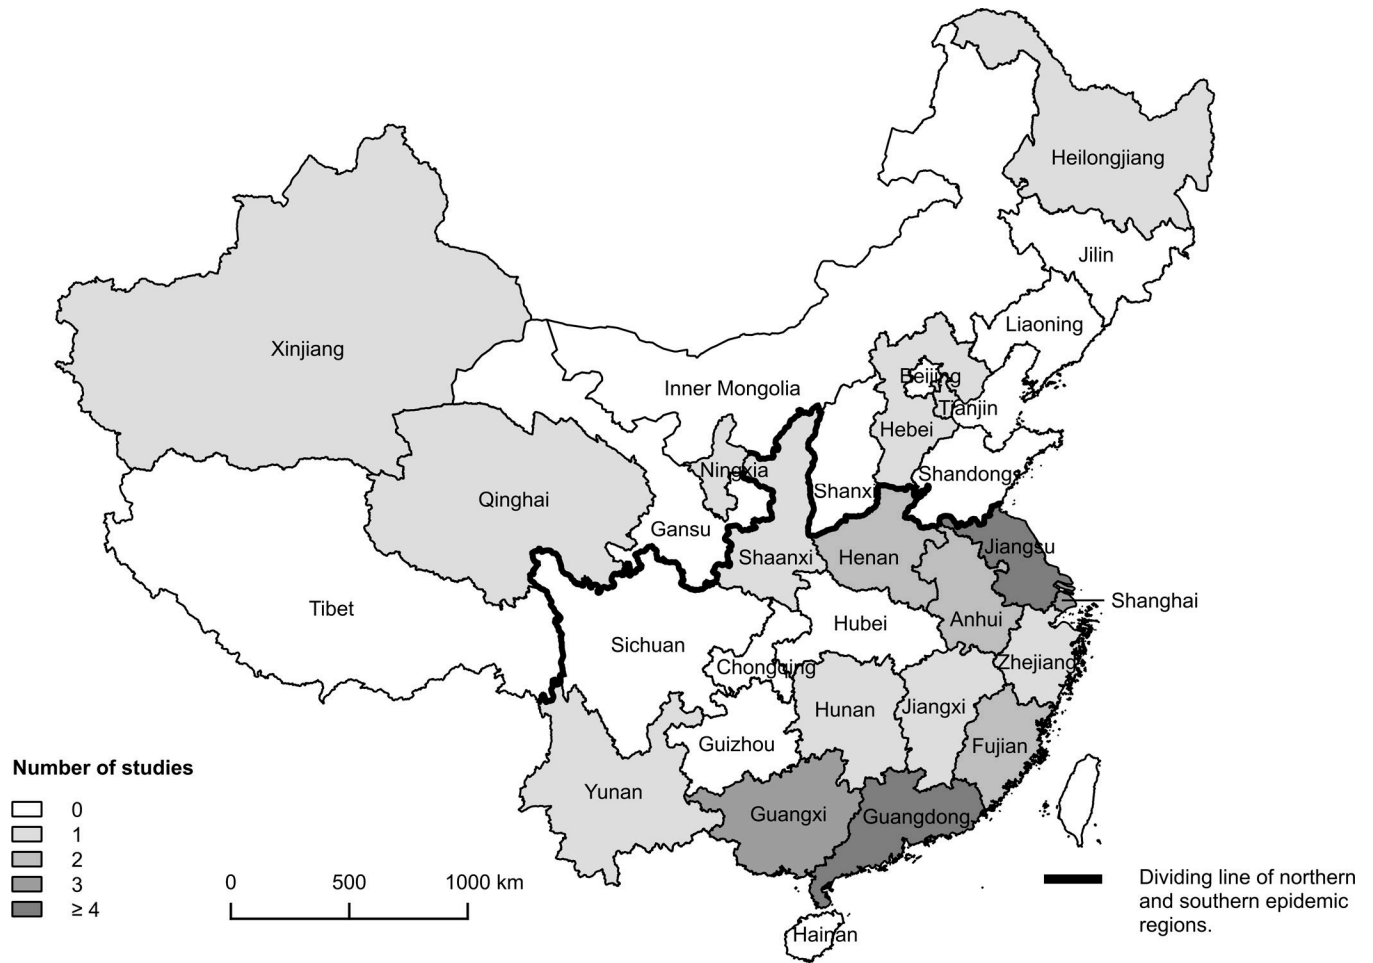 Heilongjiang
Jilin
Liaoning
Xinjiang
Inner Mongolia
Beijing
Tianjin
Hebei
Ningxia
Shandong
Qinghai
Shanxi
Gansu
Shaanxi
Henan
Jiangsu
Tibet
Shanghai
Anhui
Hubei
Sichuan
Chongqing
Zhejiang
Hunan
Jiangxi
Guizhou
Fujian
Yunan
Guangxi
Guangdong
Hainan
Number of studies
0
1
2
3
≥ 4
0 500 1000 km
Dividing line of northern
and southern epidemic
regions.